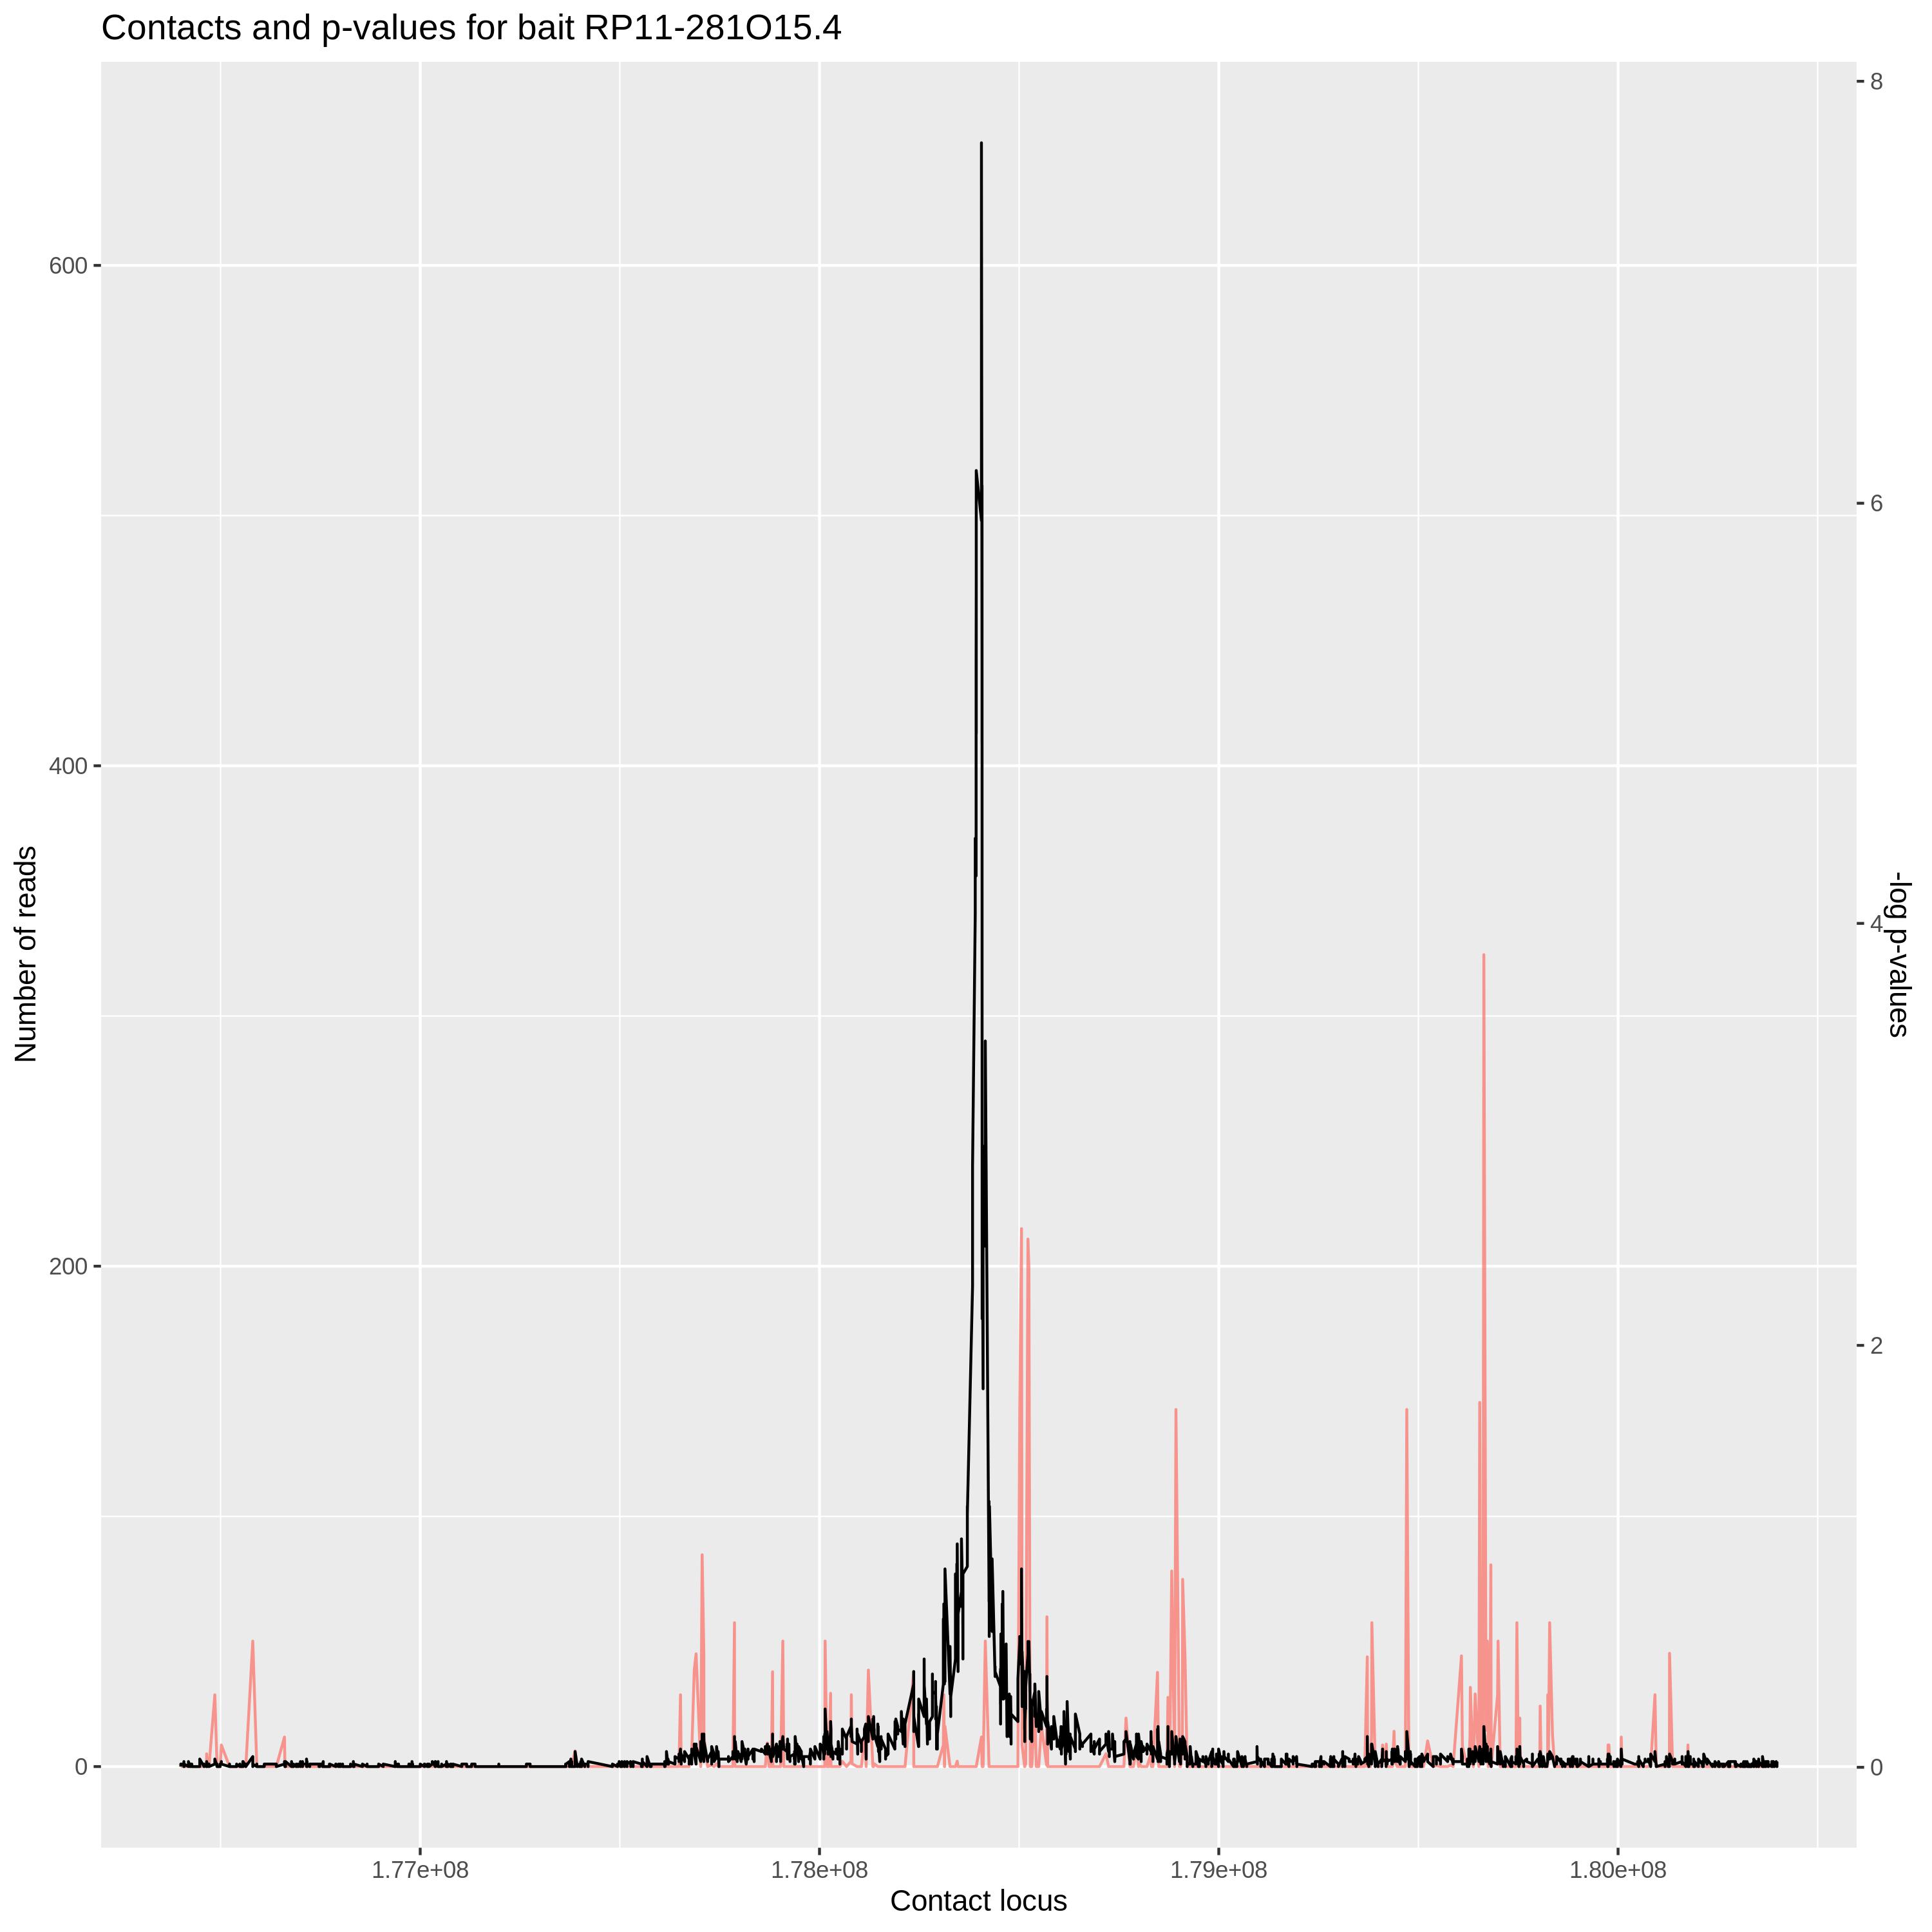 Contacts and p-values for bait RP11-281O15.4
8
600
6
400
Number of reads
-log p-values
4
200
2
0
0
1.77e+08
1.78e+08
1.79e+08
1.80e+08
Contact locus